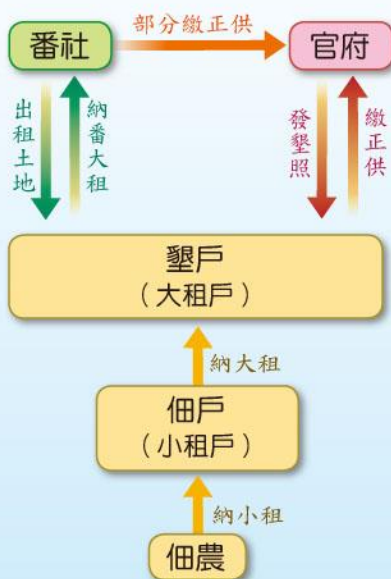 部分繳正供
番社
官府
出租土地
納番大租
發墾照
繳正供
墾戶
（大租戶）
納大租
佃戶
（小租戶）
納小租
佃農